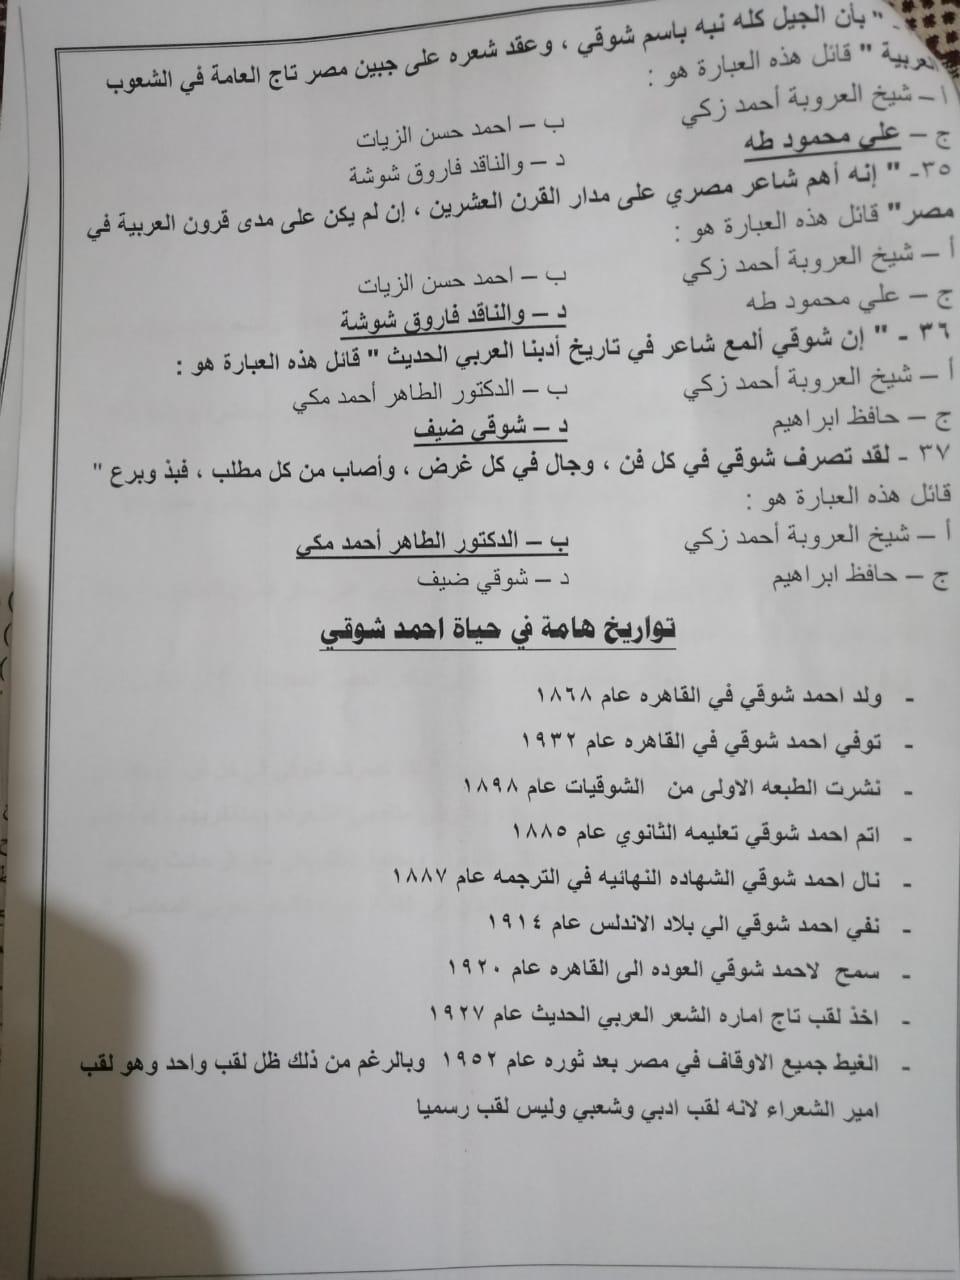 " بأن الجيل كله نبه باسم شوقي ، وعقد شعره على جبين مصر تاج العامة في الشعوب
العربية " قائل هذه العبارة هو :
أ – شيخ العروبة أحمد زكي ب – احمد حسن الزيات
ج – علي محمود طه د – والناقد فاروق شوشة
٣٥- " إنه أهم شاعر مصري على مدار القرن العشرين ، إن لم يكن على مدى قرون العربية في
مصر" قائل هذه العبارة هو :
أ – شيخ العروبة أحمد زكي ب – احمد حسن الزيات
ج – علي محمود طه د – والناقد فاروق شوشة
٣٦ - " إن شوقي ألمع شاعر في تاريخ أدبنا العربي الحديث " قائل هذه العبارة هو :
أ – شيخ العروبة أحمد زكي ب – الدكتور الطاهر أحمد مكي
ج – حافظ ابراهيم د – شوقي ضيف
٣٧ - لقد تصرف شوقي في كل فن ، وجال في كل غرض ، وأصاب من كل مطلب ، فبذ وبرع "
قائل هذه العبارة هو :
أ – شيخ العروبة أحمد زكي ب – الدكتور الطاهر أحمد مكي
ج – حافظ ابراهيم د – شوقي ضيف
تواريخ هامة في حياة احمد شوقي
- ولد احمد شوقي في القاهره عام ١٨٦٨
- توفي احمد شوقي في القاهره عام ١٩٣٢
- نشرت الطبعه الاولى من الشوقيات عام ١٨٩٨
- اتم احمد شوقي تعليمه الثانوي عام ١٨٨٥
- نال احمد شوقي الشهاده النهائيه في الترجمه عام ١٨٨٧
- نفي احمد شوقي الي بلاد الاندلس عام ١٩١٤
- سمح لاحمد شوقي العوده الى القاهره عام ١٩٢٠
- اخذ لقب تاج اماره الشعر العربي الحديث عام ١٩٢٧
- الغيط جميع الاوقاف في مصر بعد ثوره عام ١٩٥٢ وبالرغم من ذلك ظل لقب واحد وهو لقب
امير الشعراء لانه لقب ادبي وشعبي وليس لقب رسميا